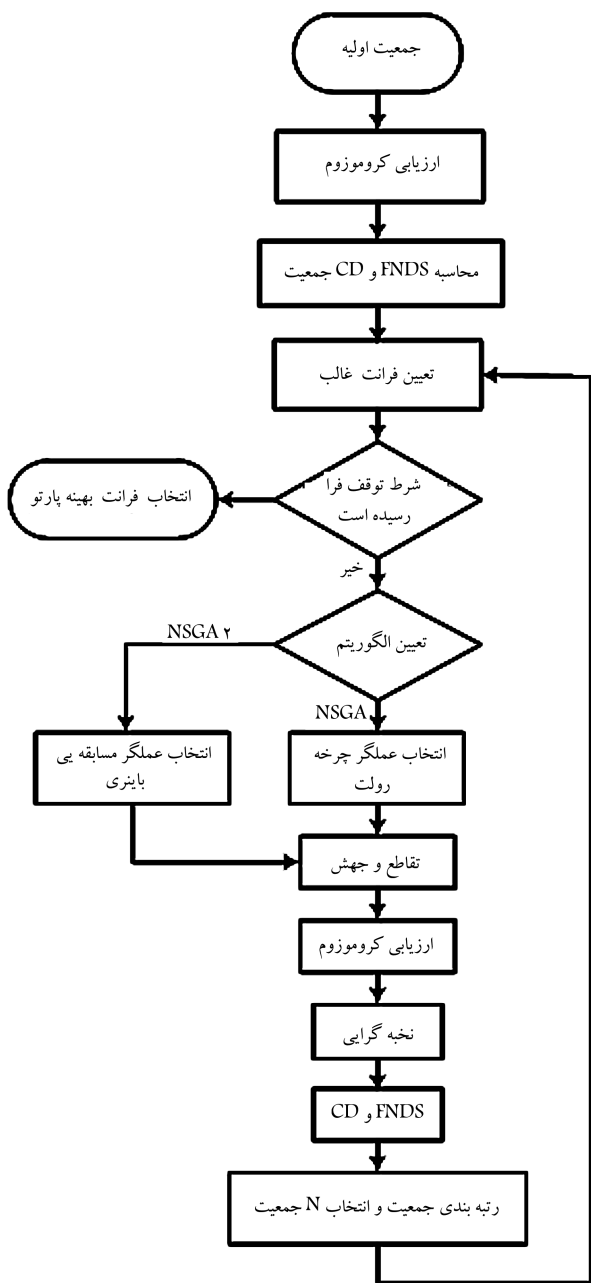 جمعیت اولیه
ارزیابی کروموزوم
محاسبه FNDS و CD جمعیت
تعیین فرانت غالب
شرط توقف فرا
رسیده است
انتخاب فرانت بهینه پارتو
خیر
تعیین الگوریتم
NSGA ۲
NSGA
انتخاب عملگر مسابقه یی
باینری
انتخاب عملگر چرخه
رولت
تقاطع و جهش
ارزیابی کروموزوم
نخبه گرایی
FNDS و CD
رتبه بندی جمعیت و انتخاب N جمعیت